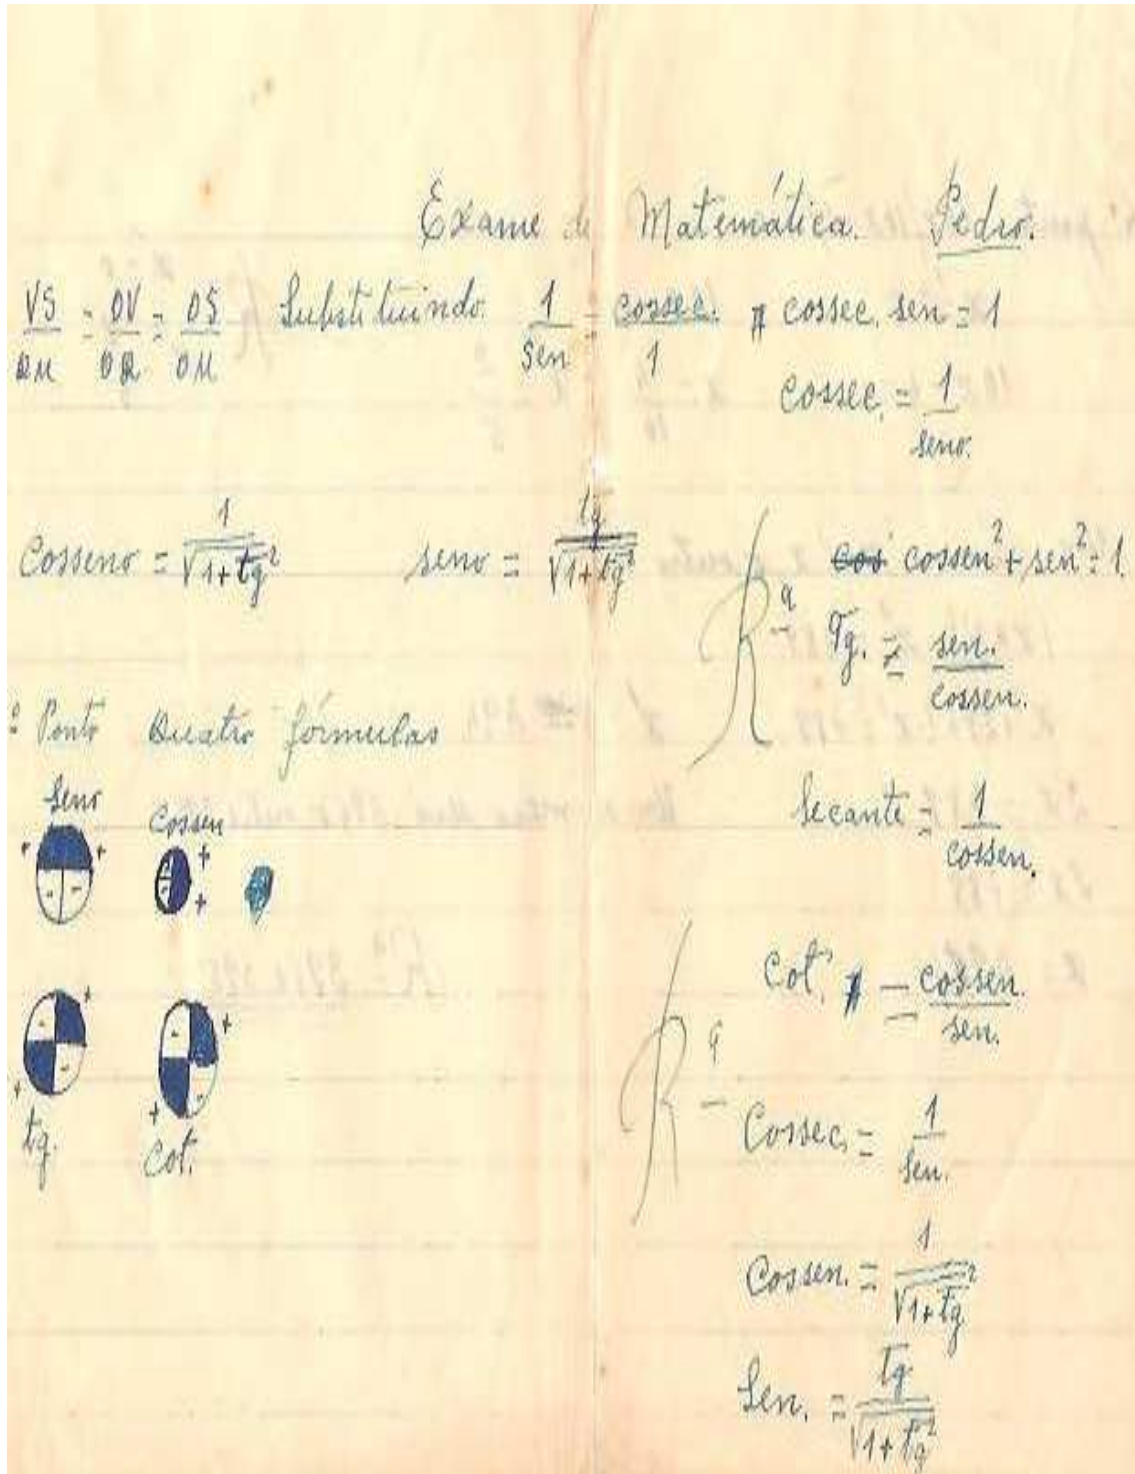 Exame de Matemática. Pedro.
VS/OM = OV/OR = OS/OM Substituindo. 1/sen = cossec./1 cossec. sen = 1
cossec. = 1/seno.
Cosseno = 1/√1+tg² seno = tg/√1+tg² cossen² + sen² = 1.
R Tg. = sen./cossen.
Ponto Quatro fórmulas
Secante = 1/cossen.
Seno Cossen
+ + - - + + -
Cot. = cossen./sen.
+ - + - + - + -
tg. Cot.
R Cossec. = 1/sen.
Cossen. = 1/√1+tg²
Sen. = tg/√1+tg²